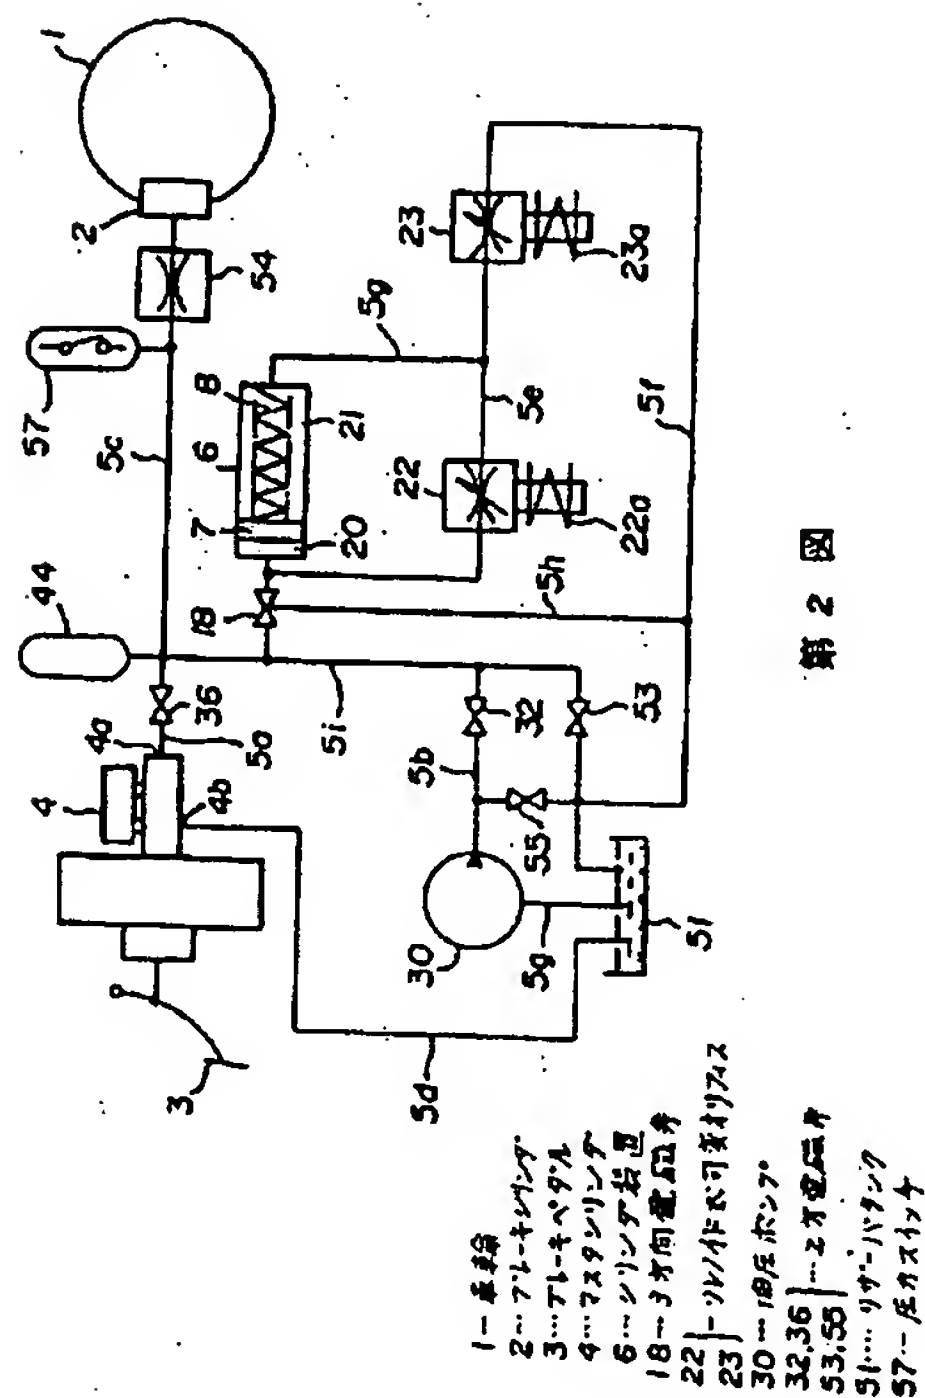 1
2
54
57
5c
44
36
5a
4a
4
4b
3
5d
23
23a
5g
8
6
21
7
20
22
22a
5e
5f
5h
18
5i
32
53
5b
55
30
5g
51
第2図
1…車輪
2…ブレーキシリンダ
3…ブレーキペダル
4…マスタシリンダ
6…シリンダ装置
18…3方向電磁弁
22
23}…ソレノイド式可変オリフィス
30…油圧ポンプ
32,36
53,55}…2方電磁弁
51…リザーバタンク
57…圧力スイッチ